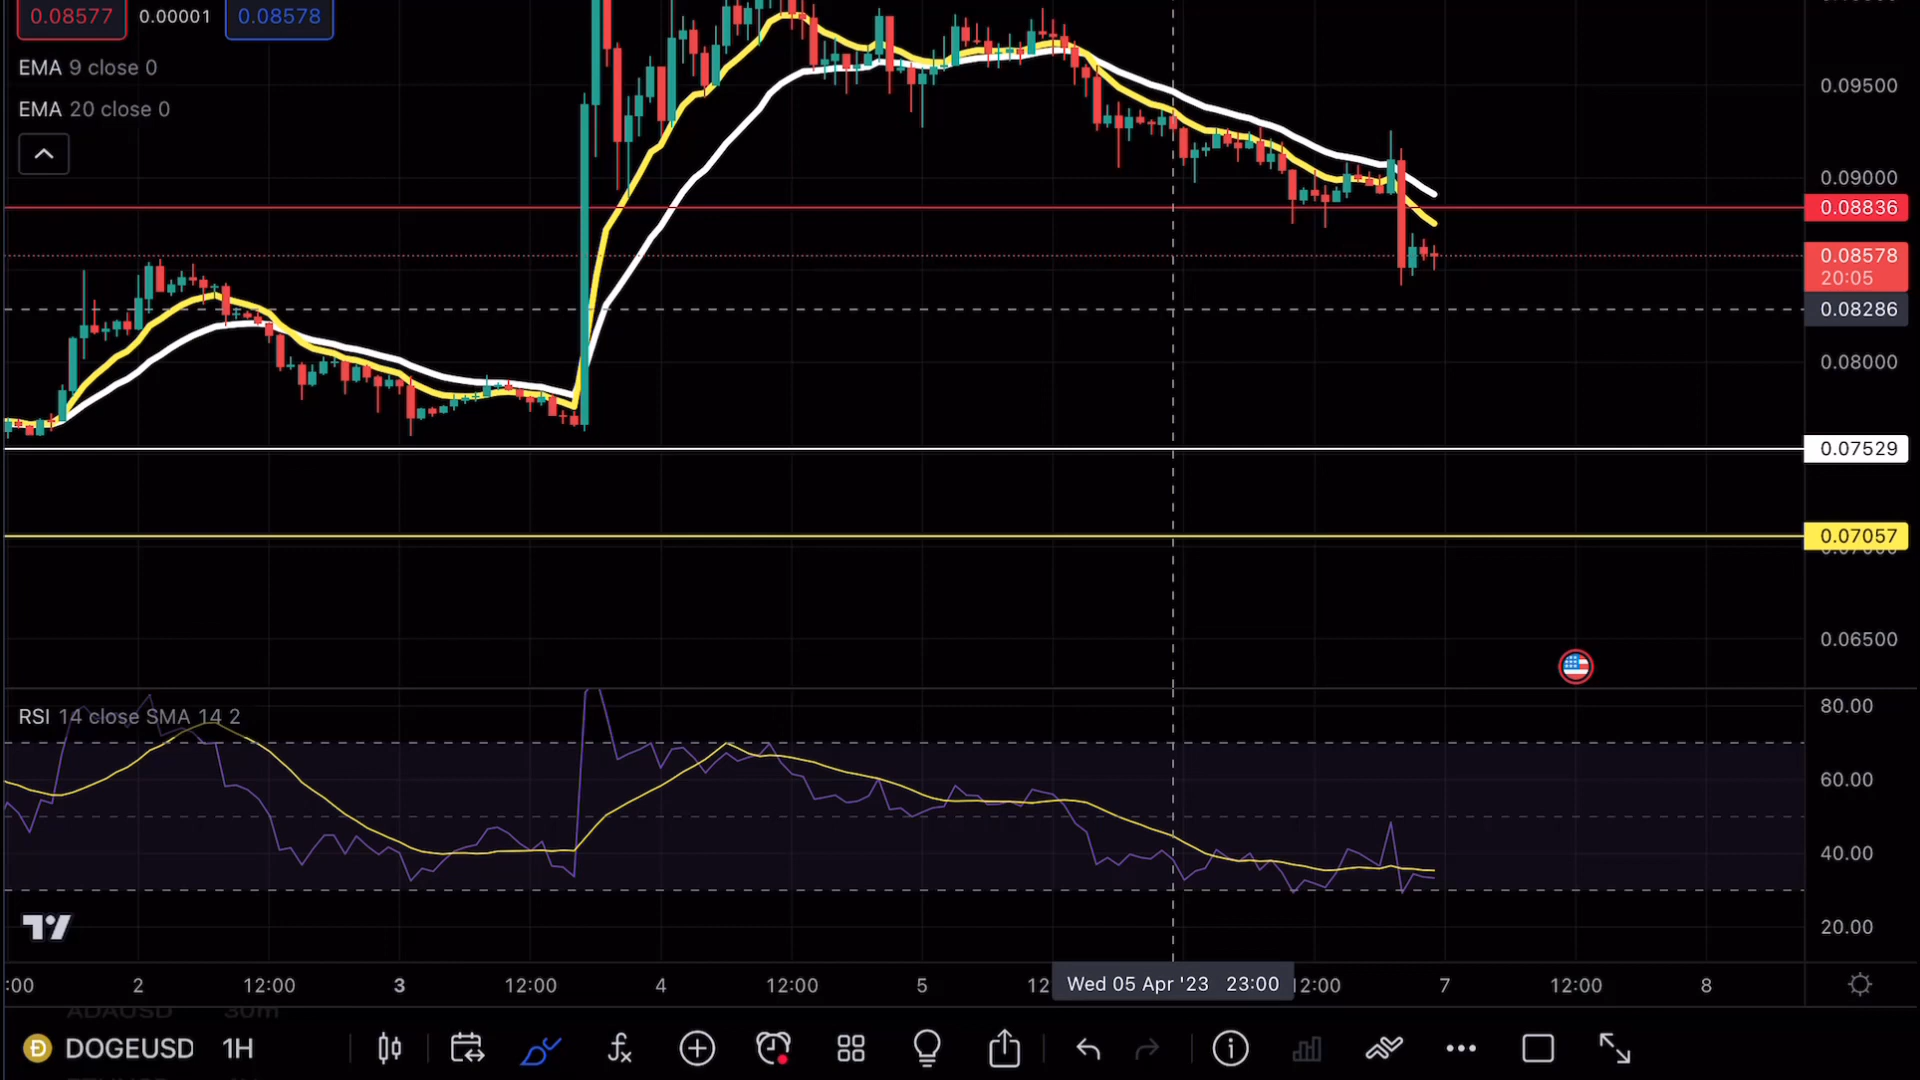 0.08577 0.00001 0.08578
EMA 9 close 0
EMA 20 close 0
0.09500
0.09000
0.08836
0.08578
20:05
0.08286
0.08000
0.07529
0.07057
0.06500
RSI 14 close SMA 14 2
80.00
60.00
40.00
20.00
:00 2 12:00 3 12:00 4 12:00 5 12 Wed 05 Apr '23 23:00 12:00 7 12:00 8
ADAUSD 30m
DOGEUSD 1H